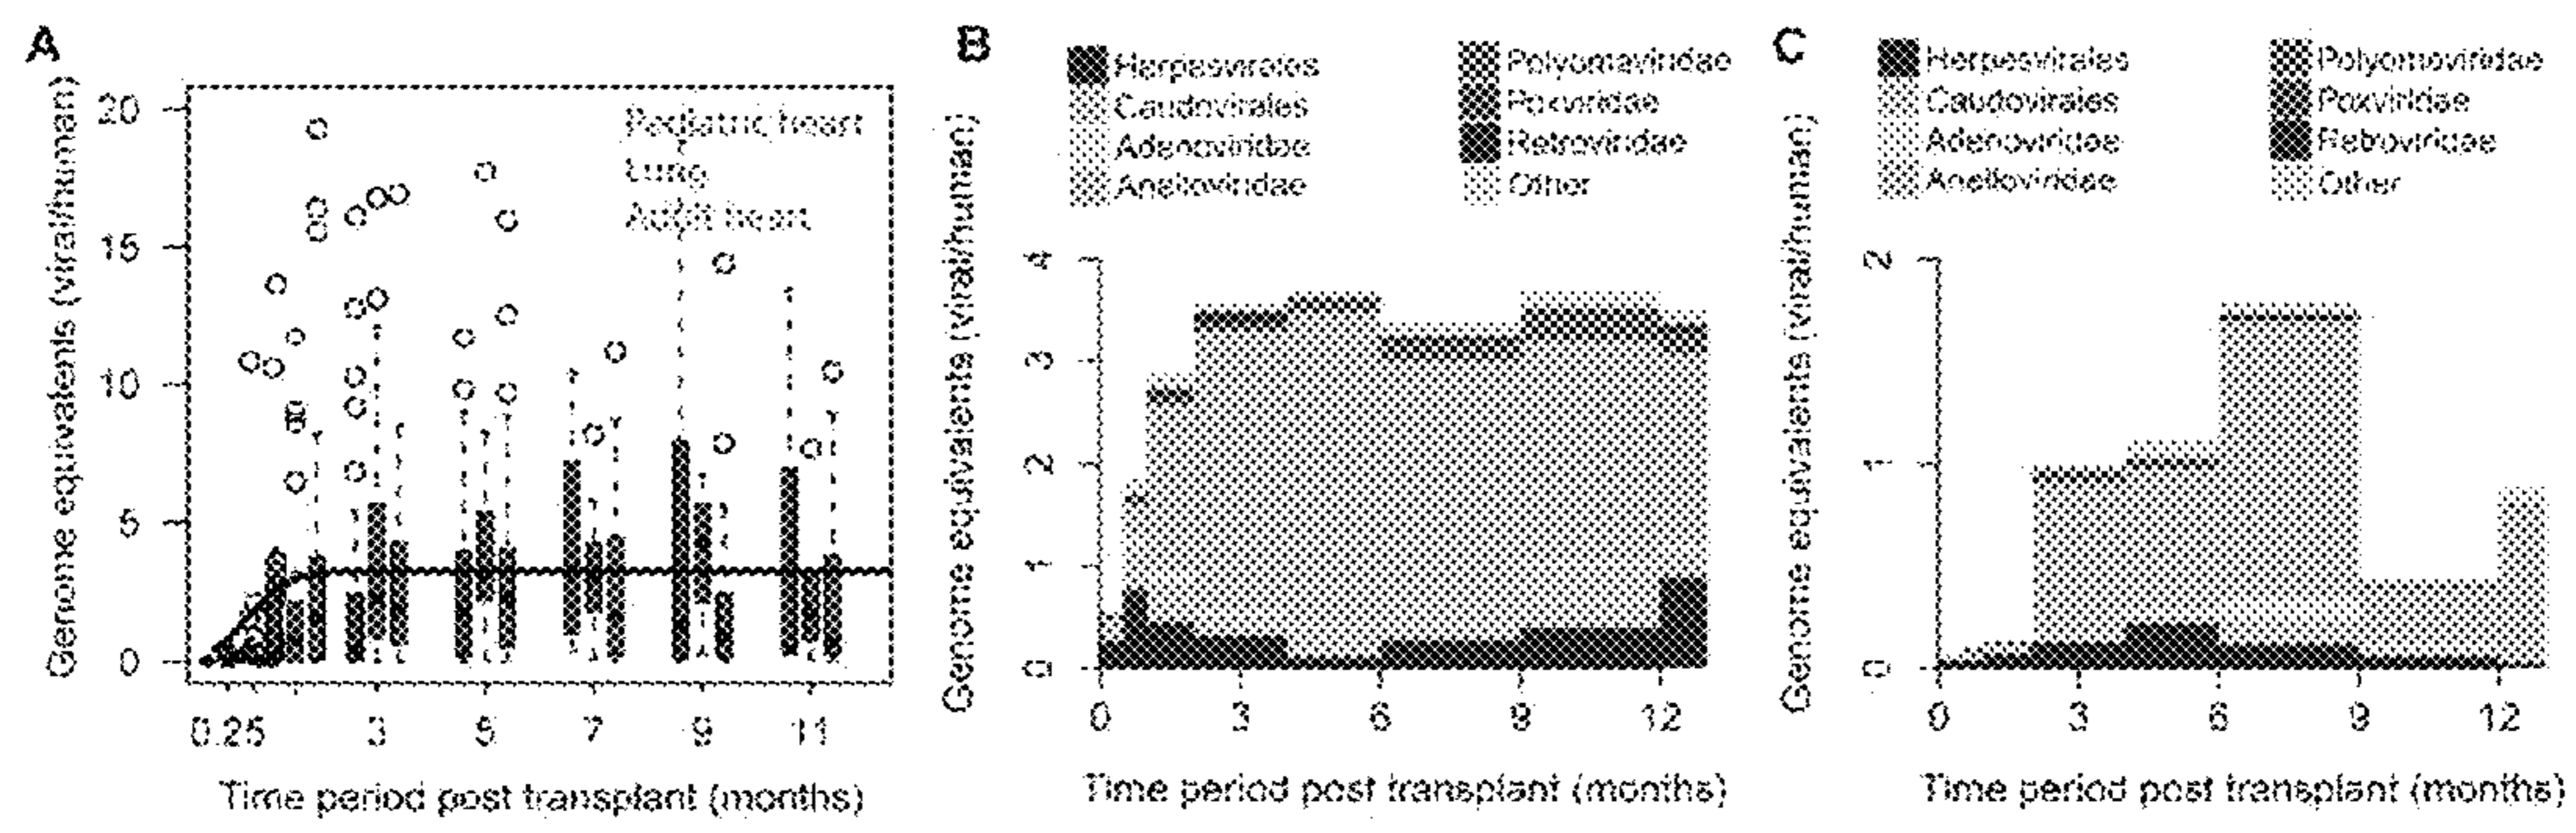 A
Genome equivalents (viral/human)
20
15
10
5
0
Pediatric heart
Lung
Adult heart
0.25 3 5 7 9 11
Time period post transplant (months)
B
Herpesvirales
Caudovirales
Adenoviridae
Anelloviridae
Polyomaviridae
Poxviridae
Retroviridae
Other
Genome equivalents (viral/human)
4
3
2
1
0
0 3 6 9 12
Time period post transplant (months)
C
Herpesvirales
Caudovirales
Adenoviridae
Anelloviridae
Polyomaviridae
Poxviridae
Retroviridae
Other
Genome equivalents (viral/human)
2
1
0
0 3 6 9 12
Time period post transplant (months)